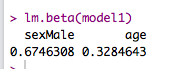 > lm.beta(model1)
sexMale age
0.6746308 0.3284643
>